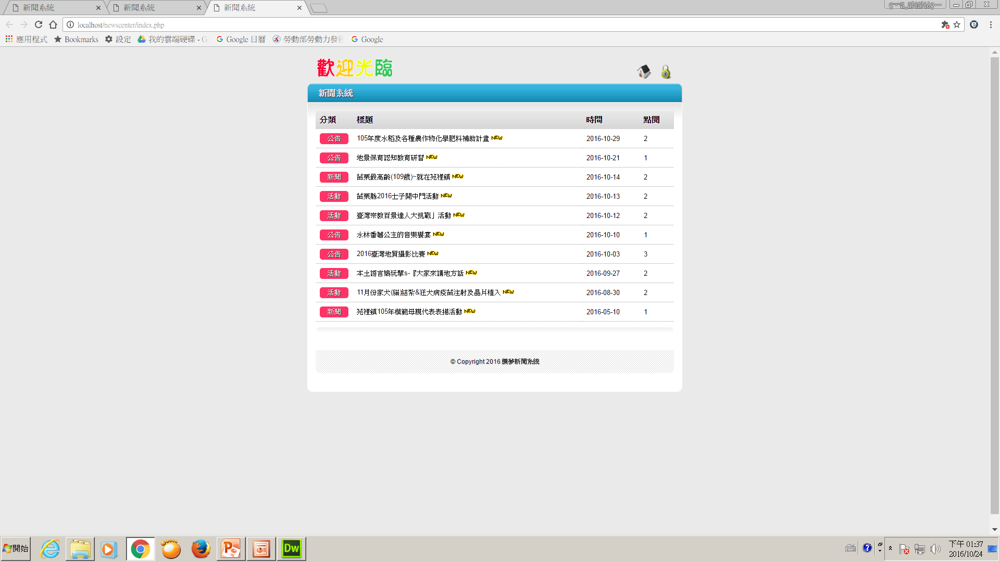 新聞系統
新聞系統
新聞系統
localhost/newscenter/index.php
應用程式 Bookmarks 設定 我的雲端硬碟 - G Google 日曆 勞動部勞動力發 Google
歡迎光臨
新聞系統
分類 標題 時間 點閱
公告 105年度水稻及各種農作物化學肥料補助計畫 NEW 2016-10-29 2
公告 地景保育認知教育研習 NEW 2016-10-21 1
新聞 苗栗最高齡(109歲)~就在苑裡鎮 NEW 2016-10-14 2
活動 苗栗縣2016士子開中門活動 NEW 2016-10-13 2
活動 臺灣宗教百景達人大挑戰」活動 NEW 2016-10-12 2
公告 水林番薯公主的音樂饗宴 NEW 2016-10-10 1
公告 2016臺灣地質攝影比賽 NEW 2016-10-03 3
活動 本土語言嬉玩擊s-『大家來講地方話 NEW 2016-09-27 2
活動 11月份家犬(貓)結紮&狂犬病疫苗注射及晶片植入 NEW 2016-08-30 2
新聞 苑裡鎮105年模範母親代表表揚活動 NEW 2016-05-10 1
© Copyright 2016 織夢新聞系統
開始
Dw
下午 01:37
2016/10/24